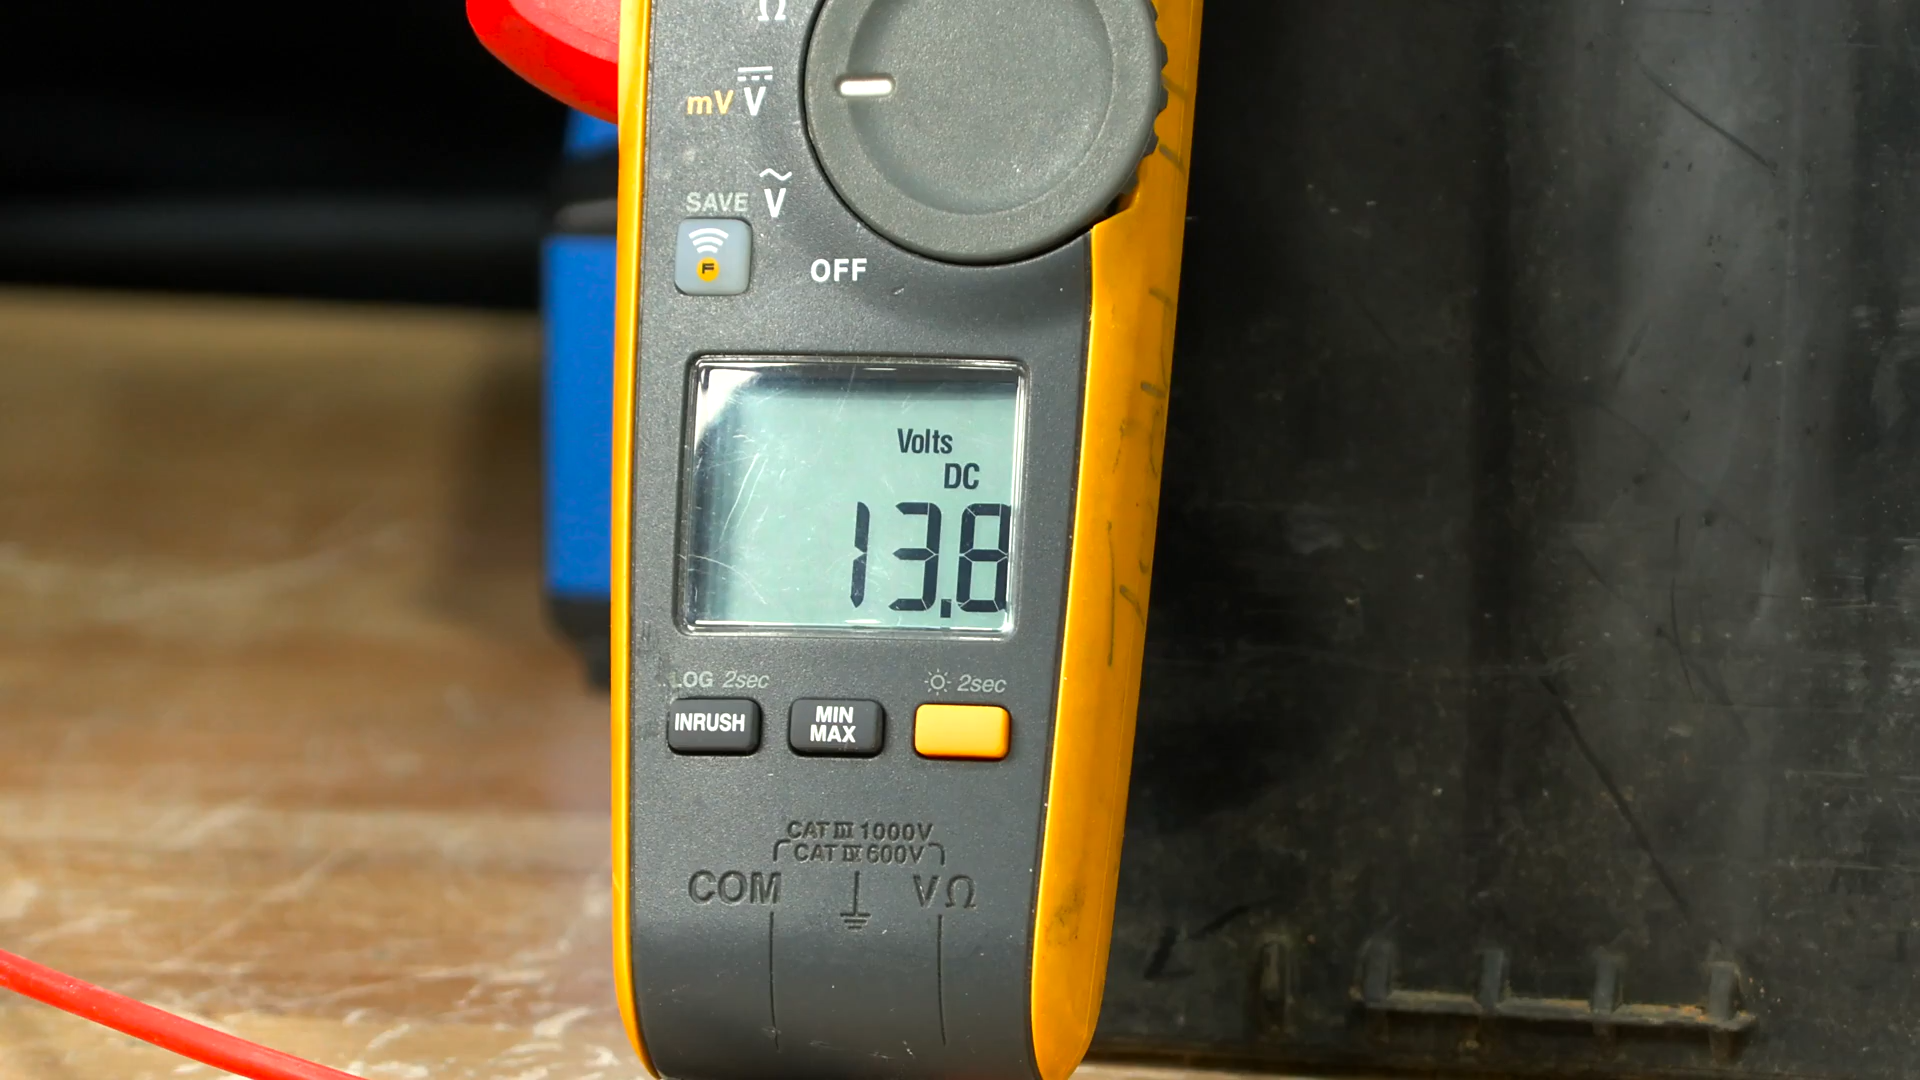 Ω
mV V
V
SAVE
F
OFF
Volts
DC
13.8
LOG 2sec
2sec
INRUSH
MIN
MAX
CAT III 1000V
CAT IV 600V
COM
VΩ